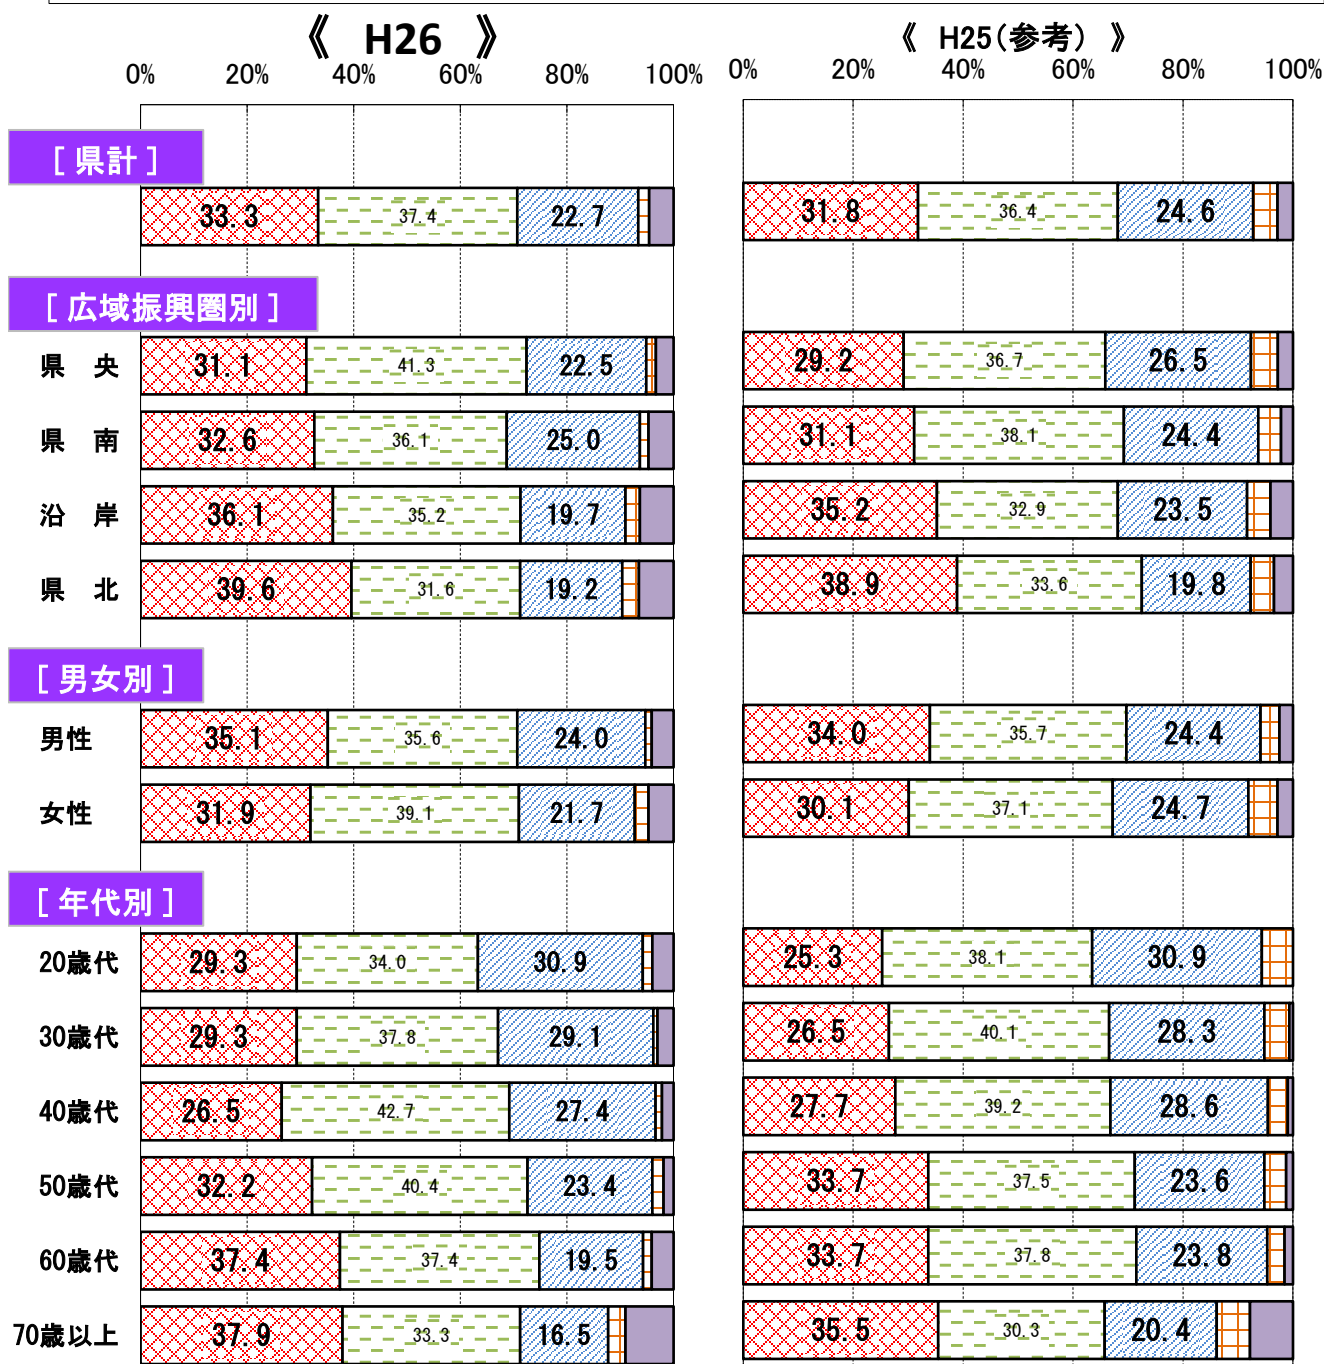 《 H26 》 《 H25（参考） 》
0% 20% 40% 60% 80% 100% 0% 20% 40% 60% 80% 100%
[ 県計 ]
33.3 37.4 22.7 31.8 36.4 24.6
[ 広域振興圏別 ]
県 央 31.1 41.3 22.5 29.2 36.7 26.5
県 南 32.6 36.1 25.0 31.1 38.1 24.4
沿 岸 36.1 35.2 19.7 35.2 32.9 23.5
県 北 39.6 31.6 19.2 38.9 33.6 19.8
[ 男女別 ]
男性 35.1 35.6 24.0 34.0 35.7 24.4
女性 31.9 39.1 21.7 30.1 37.1 24.7
[ 年代別 ]
20歳代 29.3 34.0 30.9 25.3 38.1 30.9
30歳代 29.3 37.8 29.1 26.5 40.1 28.3
40歳代 26.5 42.7 27.4 27.7 39.2 28.6
50歳代 32.2 40.4 23.4 33.7 37.5 23.6
60歳代 37.4 37.4 19.5 33.7 37.8 23.8
70歳以上 37.9 33.3 16.5 35.5 30.3 20.4